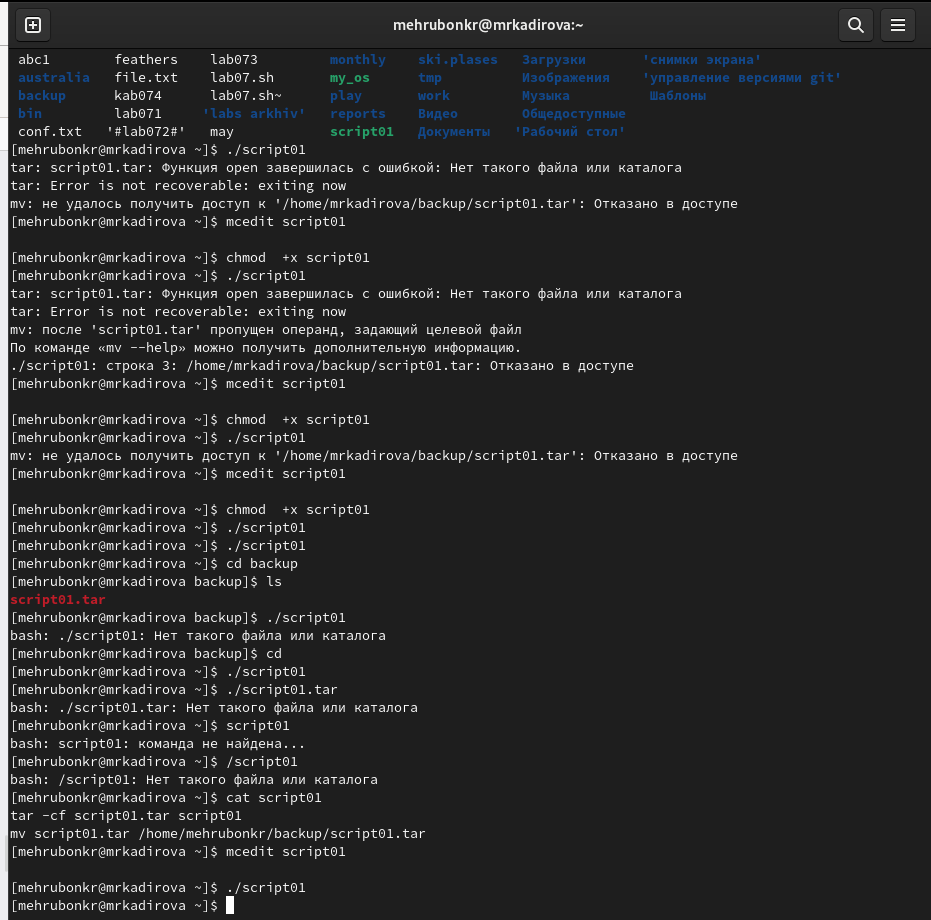 mehrubonkr@mrkadirova:~
abc1 feathers lab073 monthly ski.plases Загрузки 'снимки экрана'
australia file.txt lab07.sh my_os tmp Изображения 'управление версиями git'
backup kab074 lab07.sh~ play work Музыка Шаблоны
bin lab071 'labs arkhiv' reports Видео Общедоступные
conf.txt '#lab072#' may script01 Документы 'Рабочий стол'
[mehrubonkr@mrkadirova ~]$ ./script01
tar: script01.tar: Функция open завершилась с ошибкой: Нет такого файла или каталога
tar: Error is not recoverable: exiting now
mv: не удалось получить доступ к '/home/mrkadirova/backup/script01.tar': Отказано в доступе
[mehrubonkr@mrkadirova ~]$ mcedit script01
[mehrubonkr@mrkadirova ~]$ chmod  +x script01
[mehrubonkr@mrkadirova ~]$ ./script01
tar: script01.tar: Функция open завершилась с ошибкой: Нет такого файла или каталога
tar: Error is not recoverable: exiting now
mv: после 'script01.tar' пропущен операнд, задающий целевой файл
По команде «mv --help» можно получить дополнительную информацию.
./script01: строка 3: /home/mrkadirova/backup/script01.tar: Отказано в доступе
[mehrubonkr@mrkadirova ~]$ mcedit script01
[mehrubonkr@mrkadirova ~]$ chmod  +x script01
[mehrubonkr@mrkadirova ~]$ ./script01
mv: не удалось получить доступ к '/home/mrkadirova/backup/script01.tar': Отказано в доступе
[mehrubonkr@mrkadirova ~]$ mcedit script01
[mehrubonkr@mrkadirova ~]$ chmod  +x script01
[mehrubonkr@mrkadirova ~]$ ./script01
[mehrubonkr@mrkadirova ~]$ ./script01
[mehrubonkr@mrkadirova ~]$ cd backup
[mehrubonkr@mrkadirova backup]$ ls
script01.tar
[mehrubonkr@mrkadirova backup]$ ./script01
bash: ./script01: Нет такого файла или каталога
[mehrubonkr@mrkadirova backup]$ cd
[mehrubonkr@mrkadirova ~]$ ./script01
[mehrubonkr@mrkadirova ~]$ ./script01.tar
bash: ./script01.tar: Нет такого файла или каталога
[mehrubonkr@mrkadirova ~]$ script01
bash: script01: команда не найдена...
[mehrubonkr@mrkadirova ~]$ /script01
bash: /script01: Нет такого файла или каталога
[mehrubonkr@mrkadirova ~]$ cat script01
tar -cf script01.tar script01
mv script01.tar /home/mehrubonkr/backup/script01.tar
[mehrubonkr@mrkadirova ~]$ mcedit script01
[mehrubonkr@mrkadirova ~]$ ./script01
[mehrubonkr@mrkadirova ~]$